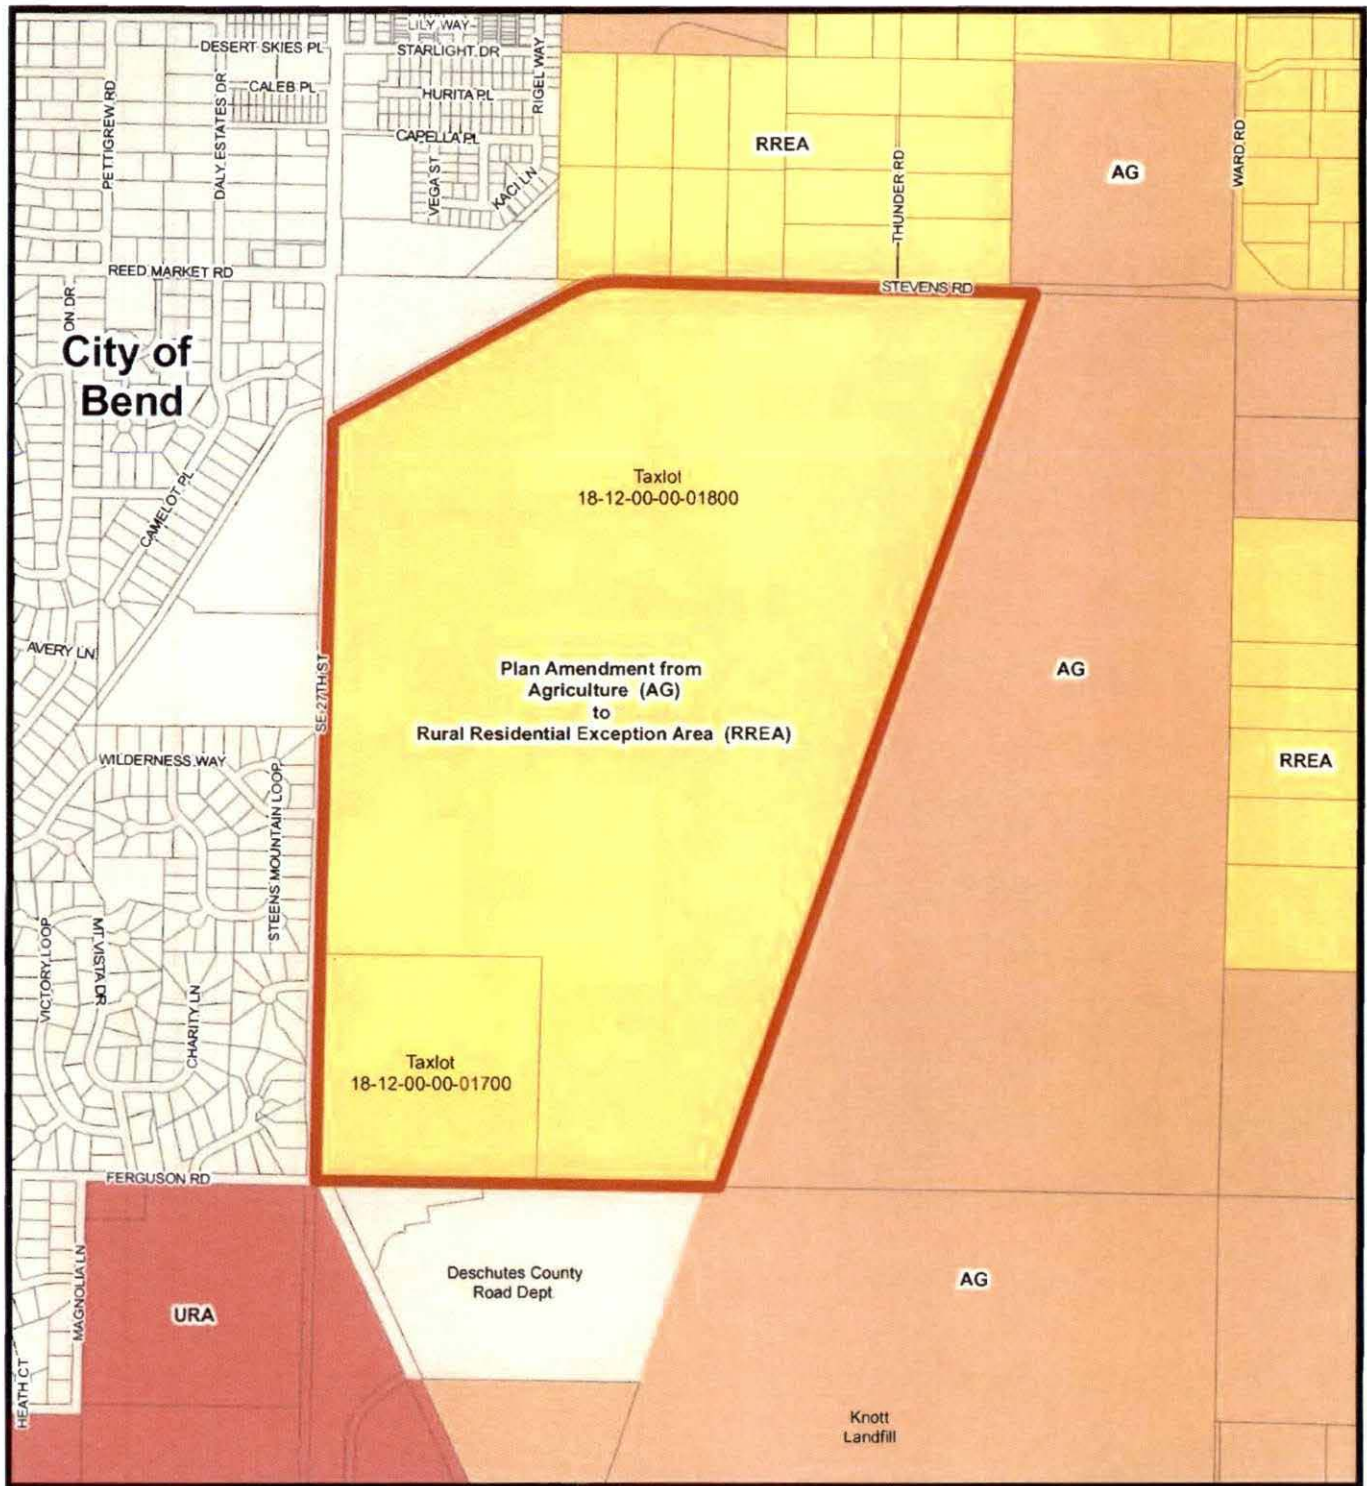 LILY WAY
DESERT SKIES PL
STARLIGHT DR
RIGEL WAY
PETTIGREW RD
DALY ESTATES DR
CALEB PL
HURITA PL
CAPELLA PL
VEGA ST
KACI LN
RREA
THUNDER RD
AG
WARD RD
REED MARKET RD
STEVENS RD
ON DR
City of
Bend
CAMELOT PL
Taxlot
18-12-00-00-01800
AVERY LN
SE 27TH ST
Plan Amendment from
Agriculture (AG)
to
Rural Residential Exception Area (RREA)
AG
WILDERNESS WAY
STEENS MOUNTAIN LOOP
RREA
VICTORY LOOP
MT VISTA DR
CHARITY LN
Taxlot
18-12-00-00-01700
FERGUSON RD
MAGNOLIA LN
HEATH CT
URA
Deschutes County
Road Dept
AG
Knott
Landfill